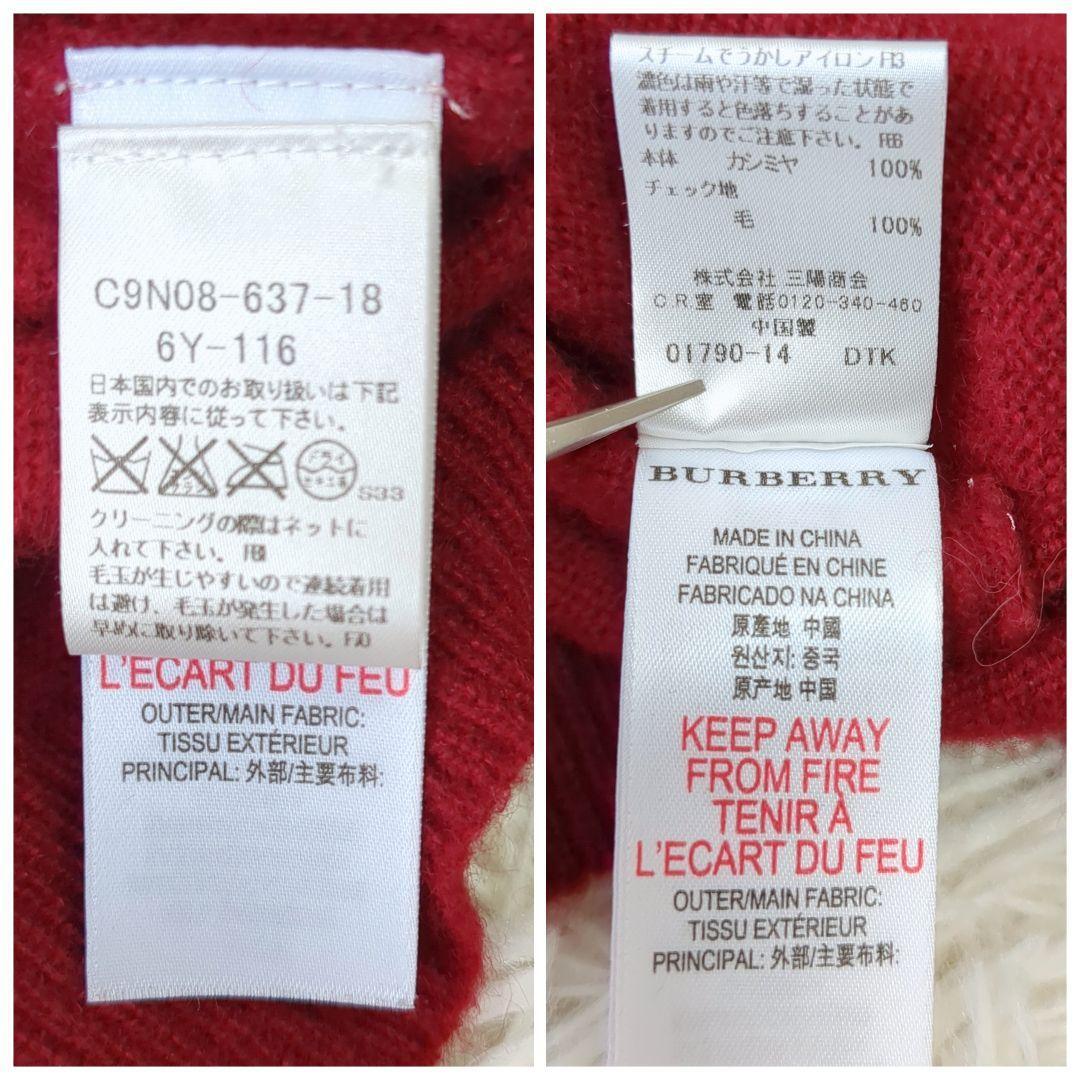 C9N08-637-18
6Y-116
日本国内でのお取り扱いは下記
表示内容に従って下さい。
S33
クリーニングの際はネットに
入れて下さい。
毛玉が生じやすいので連続着用
は避け、毛玉が発生した場合は
早めに取り除いて下さい。
L'ECART DU FEU
OUTER/MAIN FABRIC:
TISSU EXTÉRIEUR
PRINCIPAL: 外部/主要布料:
スチームでうかしアイロン
濃色は雨や汗等で湿った状態で
着用すると色落ちすることがあ
りますのでご注意下さい。
本体 カシミヤ 100%
チェック地
毛 100%
株式会社 三陽商会
CR室 電話0120-340-460
中国製
01790-14 DTK
BURBERRY
MADE IN CHINA
FABRIQUÉ EN CHINE
FABRICADO NA CHINA
原產地 中國
원산지: 중국
原产地 中国
KEEP AWAY
FROM FIRE
TENIR À
L'ECART DU FEU
OUTER/MAIN FABRIC:
TISSU EXTÉRIEUR
PRINCIPAL: 外部/主要布料: